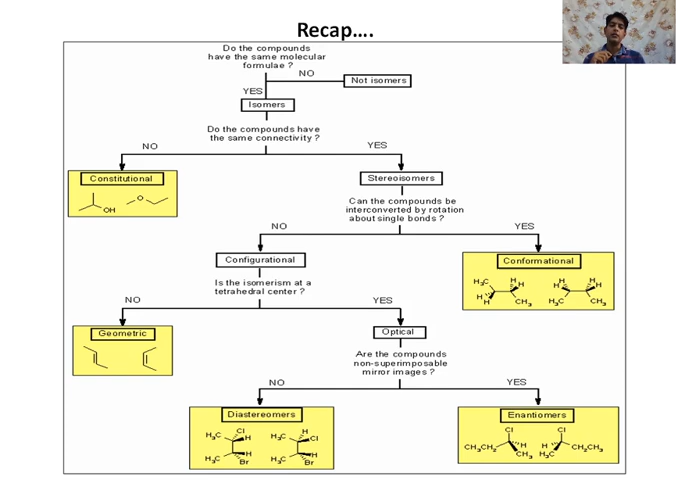 Recap....
Do the compounds
have the same molecular
formulae ?
NO
Not isomers
YES
Isomers
Do the compounds have
the same connectivity ?
NO
YES
Constitutional
OH
O
Stereoisomers
Can the compounds be
interconverted by rotation
about single bonds ?
NO
YES
Configurational
Conformational
H3C
H
H
H
H
CH3
H
H
H
H
H3C
CH3
Is the isomerism at a
tetrahedral center ?
NO
YES
Geometric
Optical
Are the compounds
non-superimposable
mirror images ?
NO
YES
Diastereomers
H3C
Cl
H
H3C
H
Br
H3C
H
Cl
H3C
H
Br
Enantiomers
Cl
CH3CH2
H
CH3
Cl
H
H3C
CH2CH3